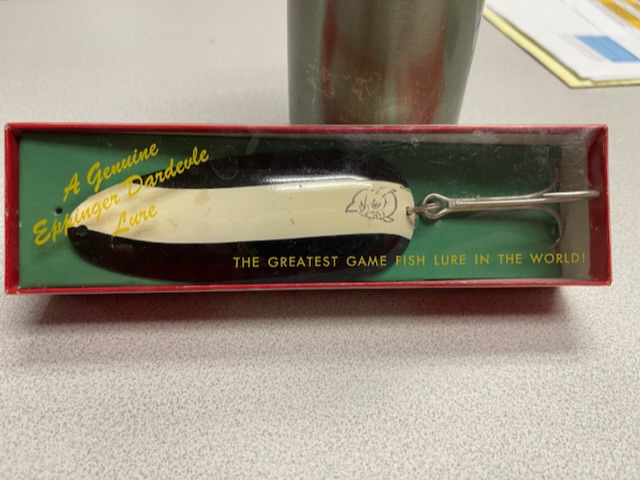 A Genuine
Eppinger Dardevle
Lure
THE GREATEST GAME FISH LURE IN THE WORLD!